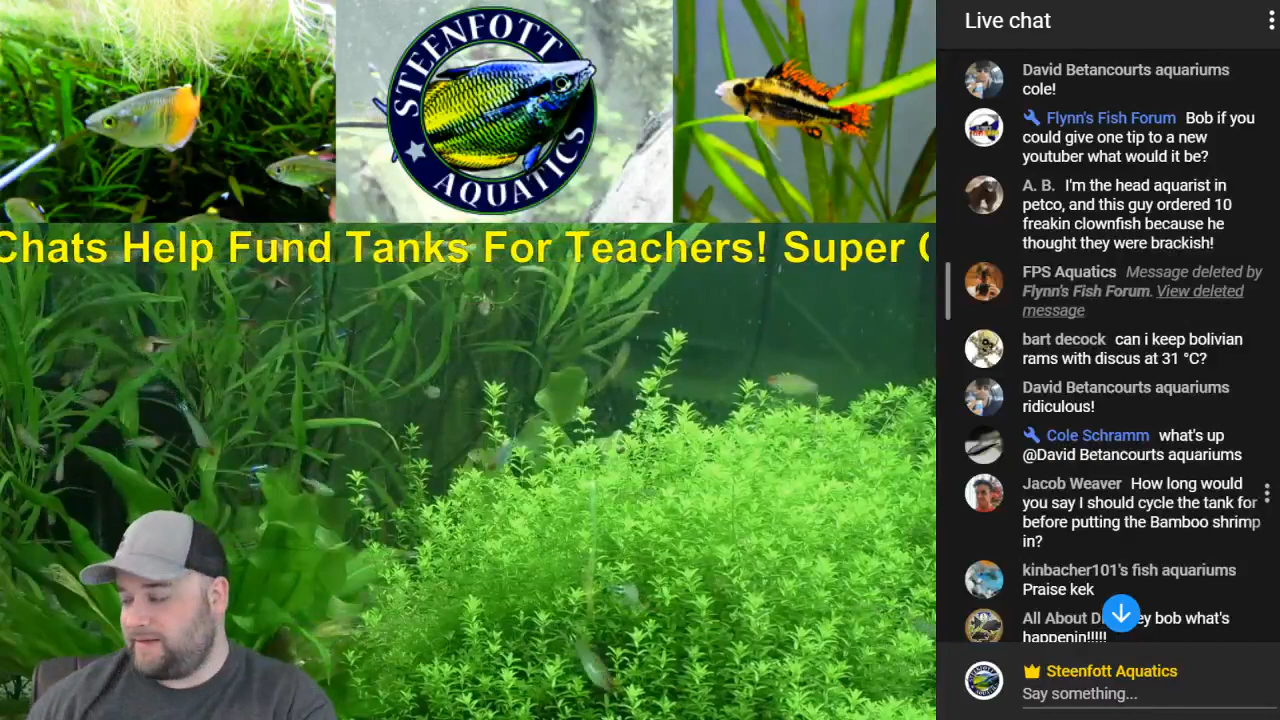 STEENFOTT
AQUATICS
Chats Help Fund Tanks For Teachers! Super
Live chat
David Betancourts aquariums
cole!
Flynn's Fish Forum Bob if you
could give one tip to a new
youtuber what would it be?
A. B. I'm the head aquarist in
petco, and this guy ordered 10
freakin clownfish because he
thought they were brackish!
FPS Aquatics Message deleted by
Flynn's Fish Forum. View deleted
message
bart decock can i keep bolivian
rams with discus at 31 °C?
David Betancourts aquariums
ridiculous!
Cole Schramm what's up
@David Betancourts aquariums
Jacob Weaver How long would
you say I should cycle the tank for
before putting the Bamboo shrimp
in?
kinbacher101's fish aquariums
Praise kek
All About bob what's
happenin!!!!!
Steenfott Aquatics
Say something...